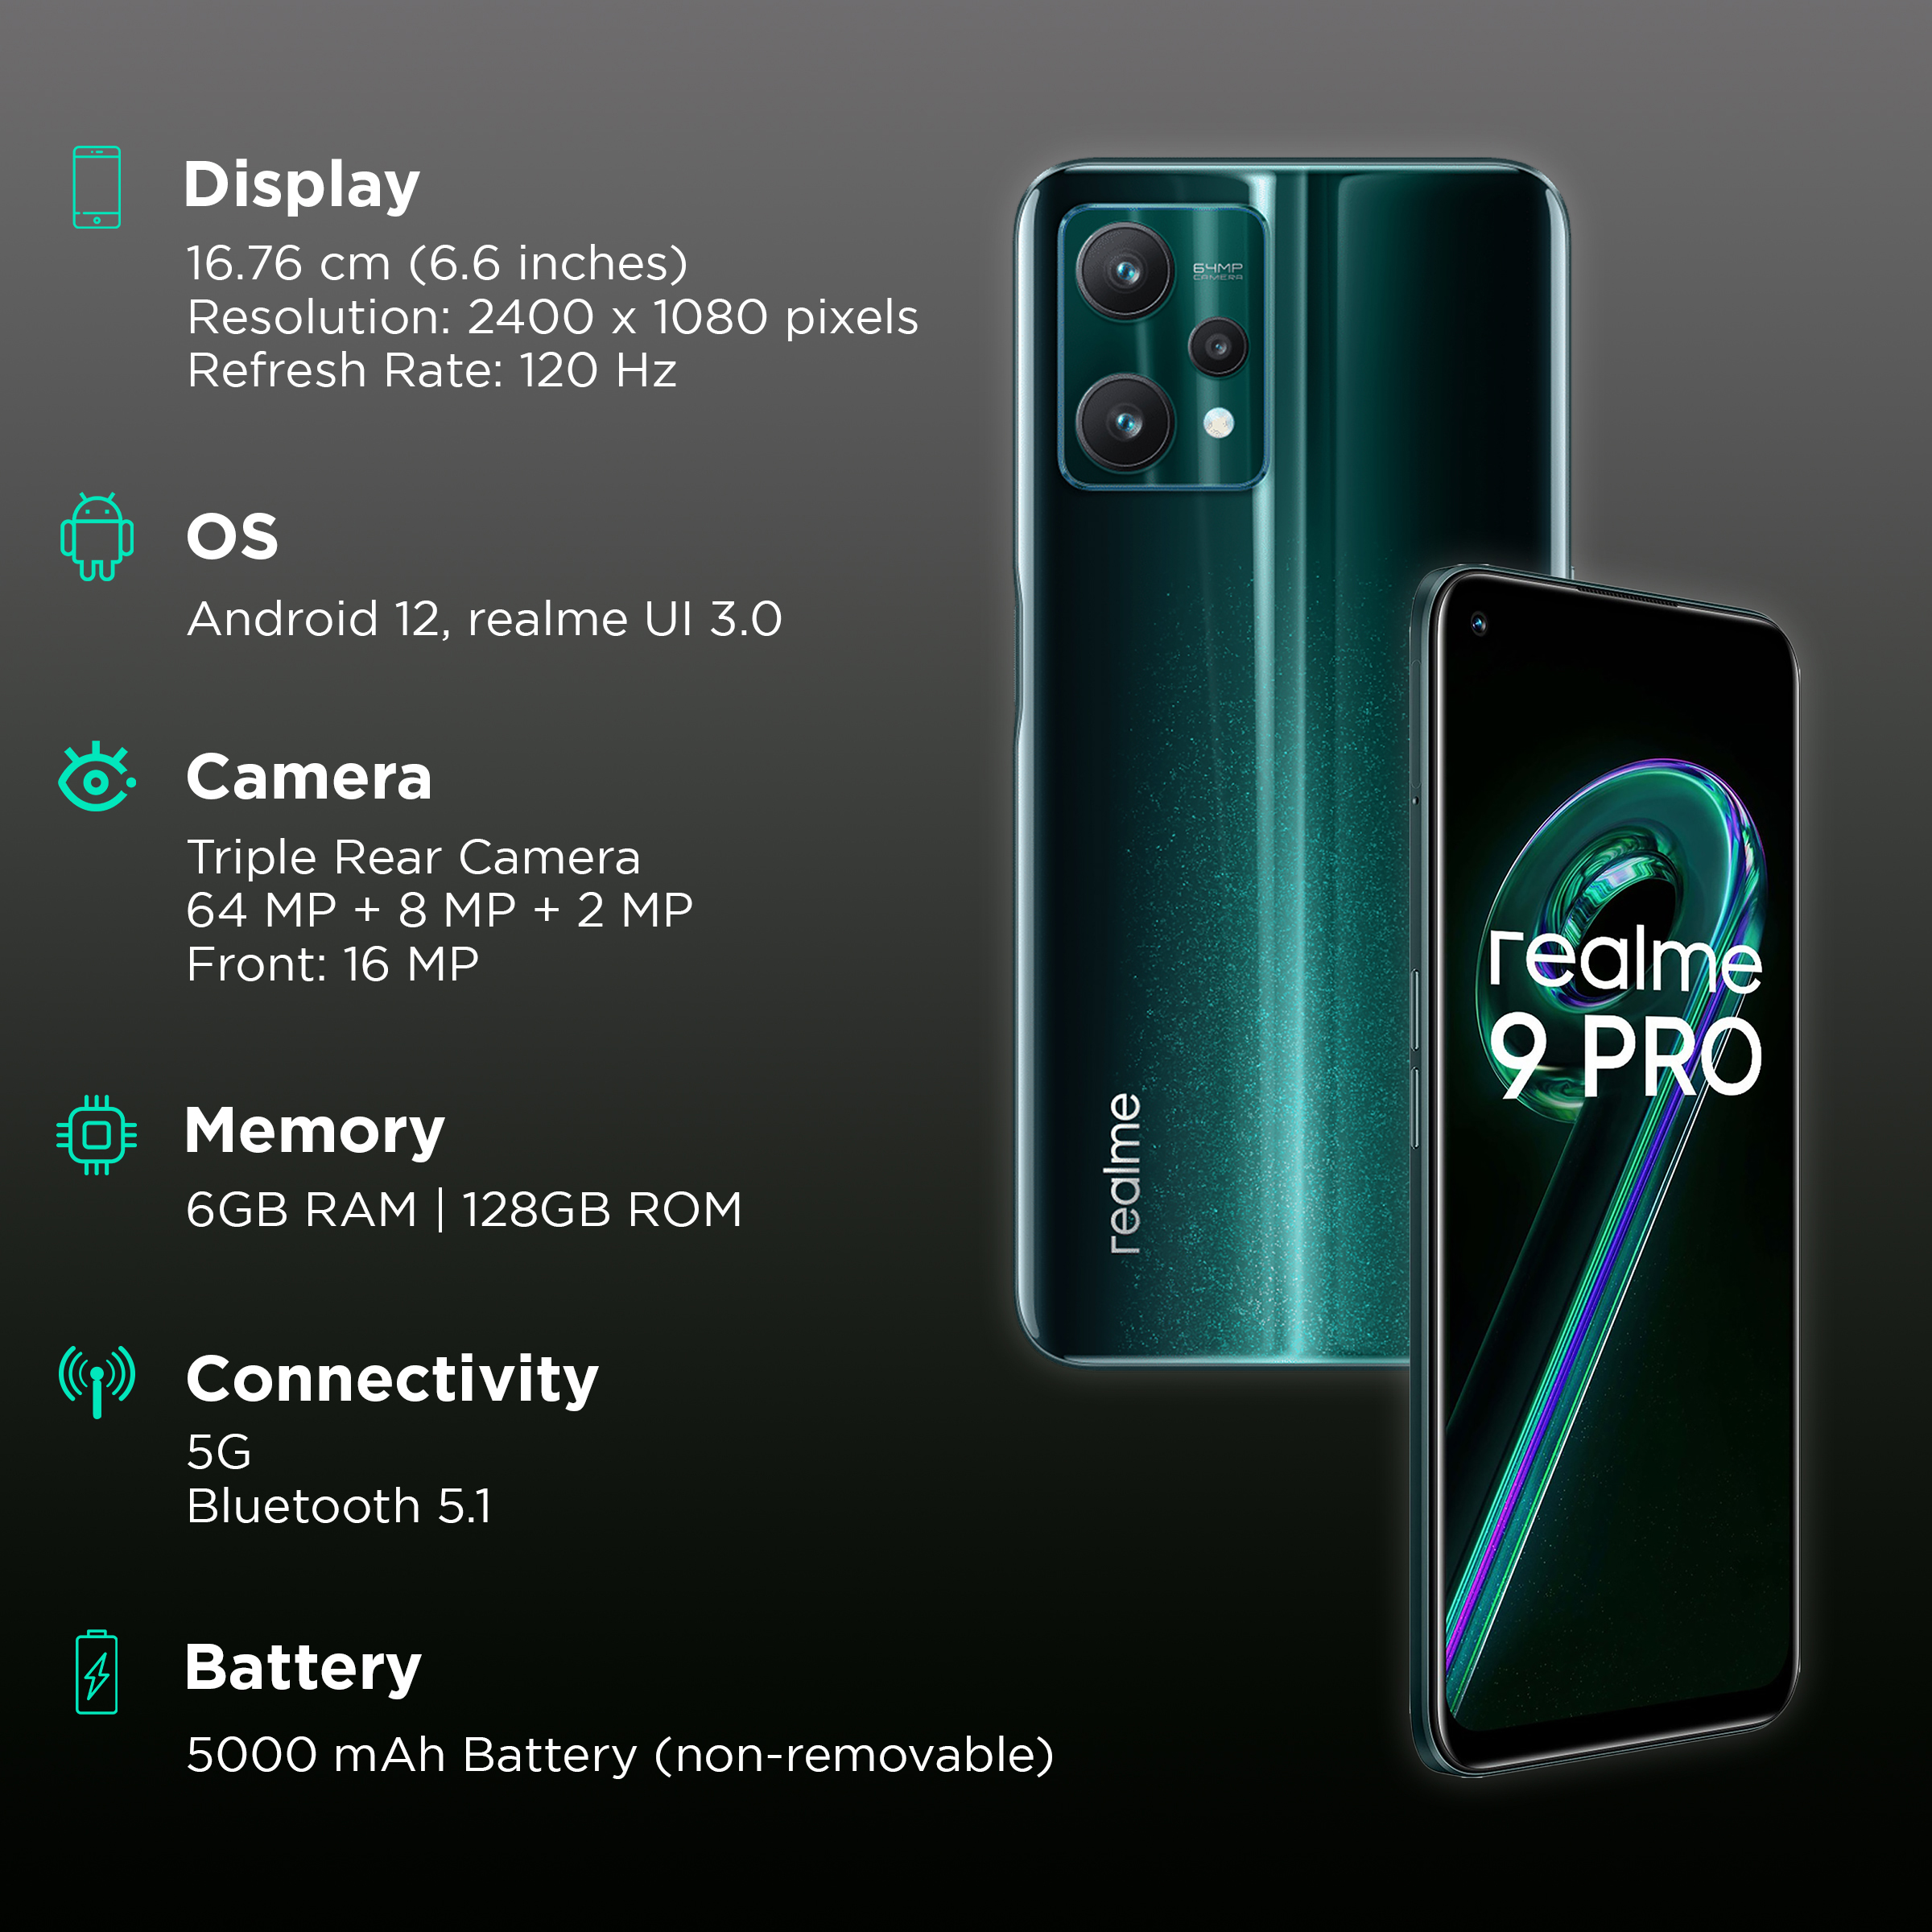 Display
16.76 cm (6.6 inches)
Resolution: 2400 x 1080 pixels
Refresh Rate: 120 Hz
OS
Android 12, realme UI 3.0
Camera
Triple Rear Camera
64 MP + 8 MP + 2 MP
Front: 16 MP
Memory
6GB RAM | 128GB ROM
Connectivity
5G
Bluetooth 5.1
Battery
5000 mAh Battery (non-removable)
64MP
CAMERA
realme
realme
9 PRO